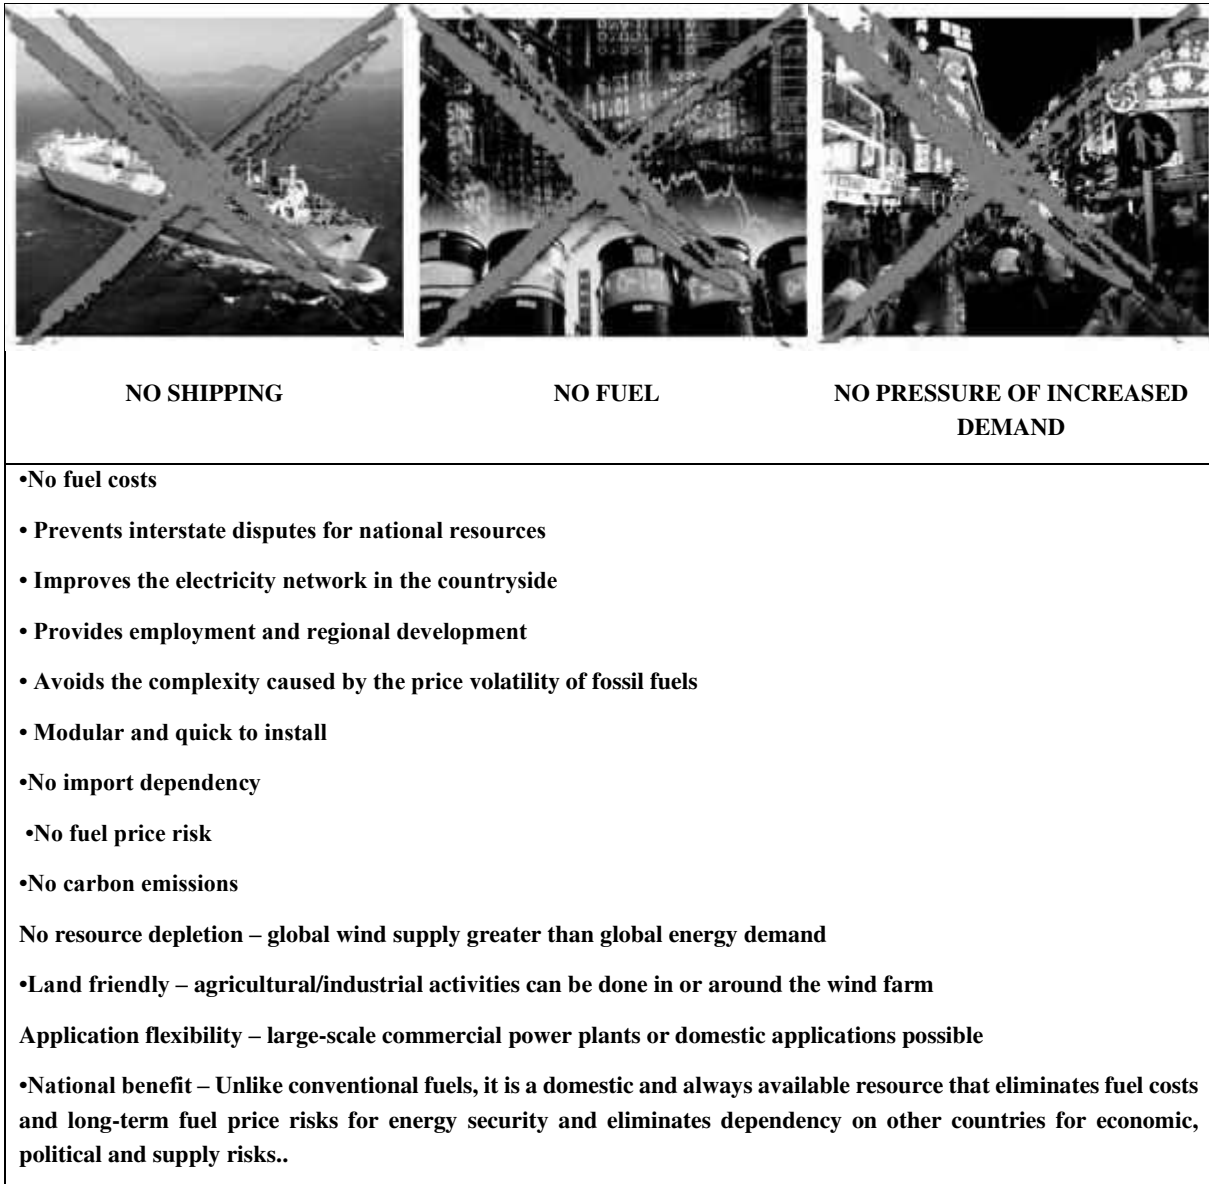 NO SHIPPING
NO FUEL
NO PRESSURE OF INCREASED
DEMAND
•No fuel costs
• Prevents interstate disputes for national resources
• Improves the electricity network in the countryside
• Provides employment and regional development
• Avoids the complexity caused by the price volatility of fossil fuels
• Modular and quick to install
•No import dependency
•No fuel price risk
•No carbon emissions
No resource depletion – global wind supply greater than global energy demand
•Land friendly – agricultural/industrial activities can be done in or around the wind farm
Application flexibility – large-scale commercial power plants or domestic applications possible
•National benefit – Unlike conventional fuels, it is a domestic and always available resource that eliminates fuel costs
and long-term fuel price risks for energy security and eliminates dependency on other countries for economic,
political and supply risks..